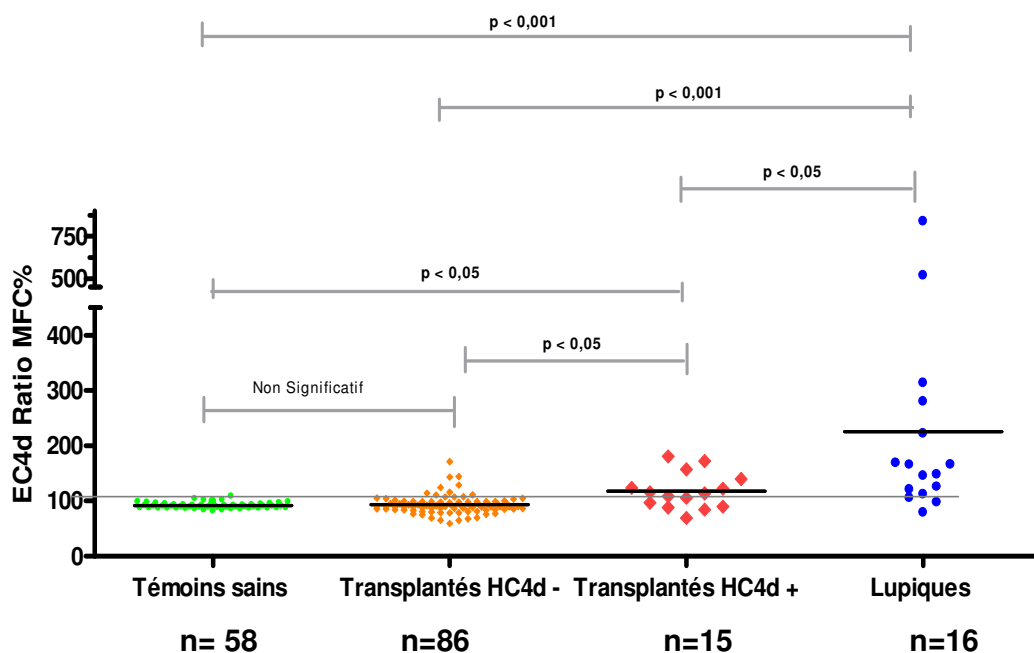 p < 0,001
p < 0,001
p < 0,05
p < 0,05
p < 0,05
Non Significatif
EC4d Ratio MFC%
750
500
400
300
200
100
0
Témoins sains Transplantés HC4d - Transplantés HC4d + Lupiques
n= 58 n=86 n=15 n=16